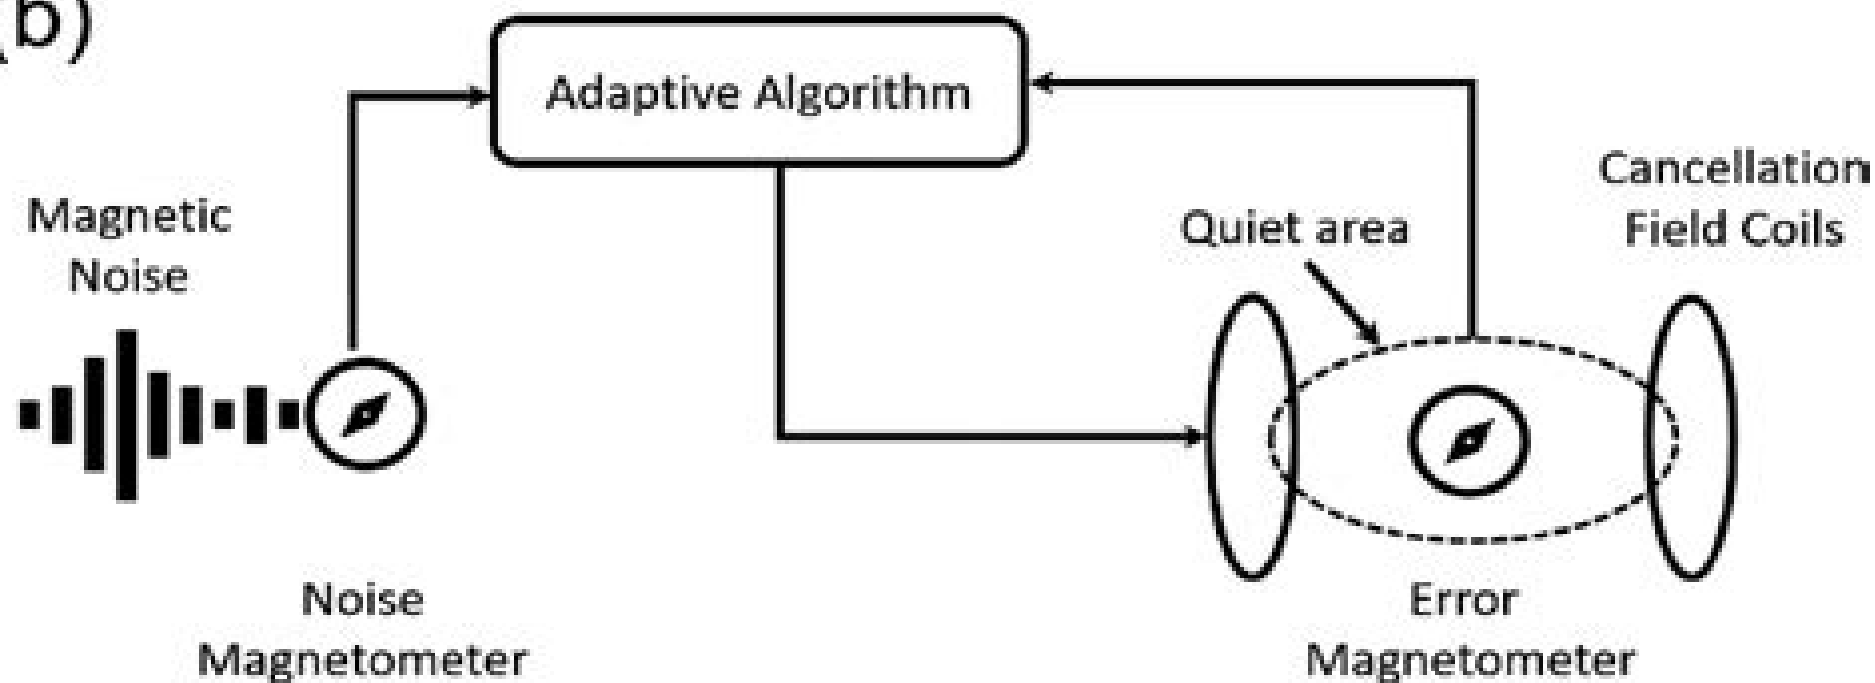 (b)
Adaptive Algorithm
Magnetic
Noise
Quiet area
Cancellation
Field Coils
Noise
Magnetometer
Error
Magnetometer